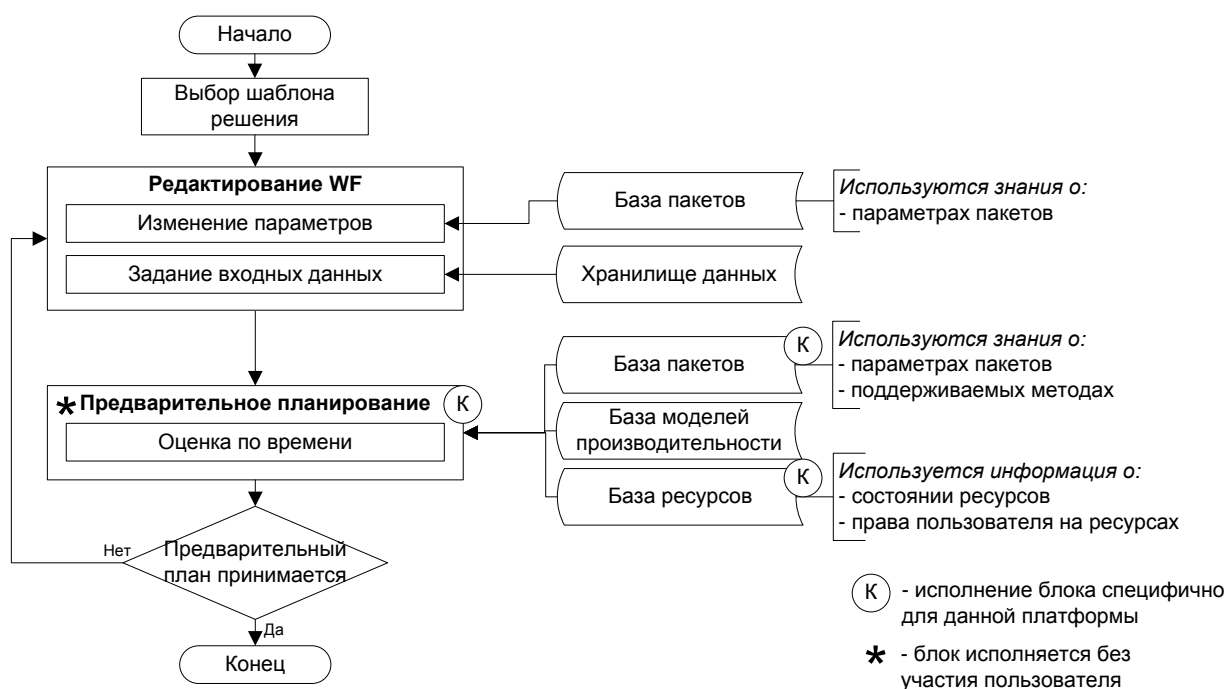 Начало
Выбор шаблона
решения
Редактирование WF
Изменение параметров
Задание входных данных
База пакетов
Используются знания о:
- параметрах пакетов
Хранилище данных
* Предварительное планирование
К
Оценка по времени
База пакетов
К
Используются знания о:
- параметрах пакетов
- поддерживаемых методах
База моделей
производительности
База ресурсов
К
Используется информация о:
- состоянии ресурсов
- права пользователя на ресурсах
Нет
Предварительный
план принимается
Да
Конец
К - исполнение блока специфично
для данной платформы
* - блок исполняется без
участия пользователя